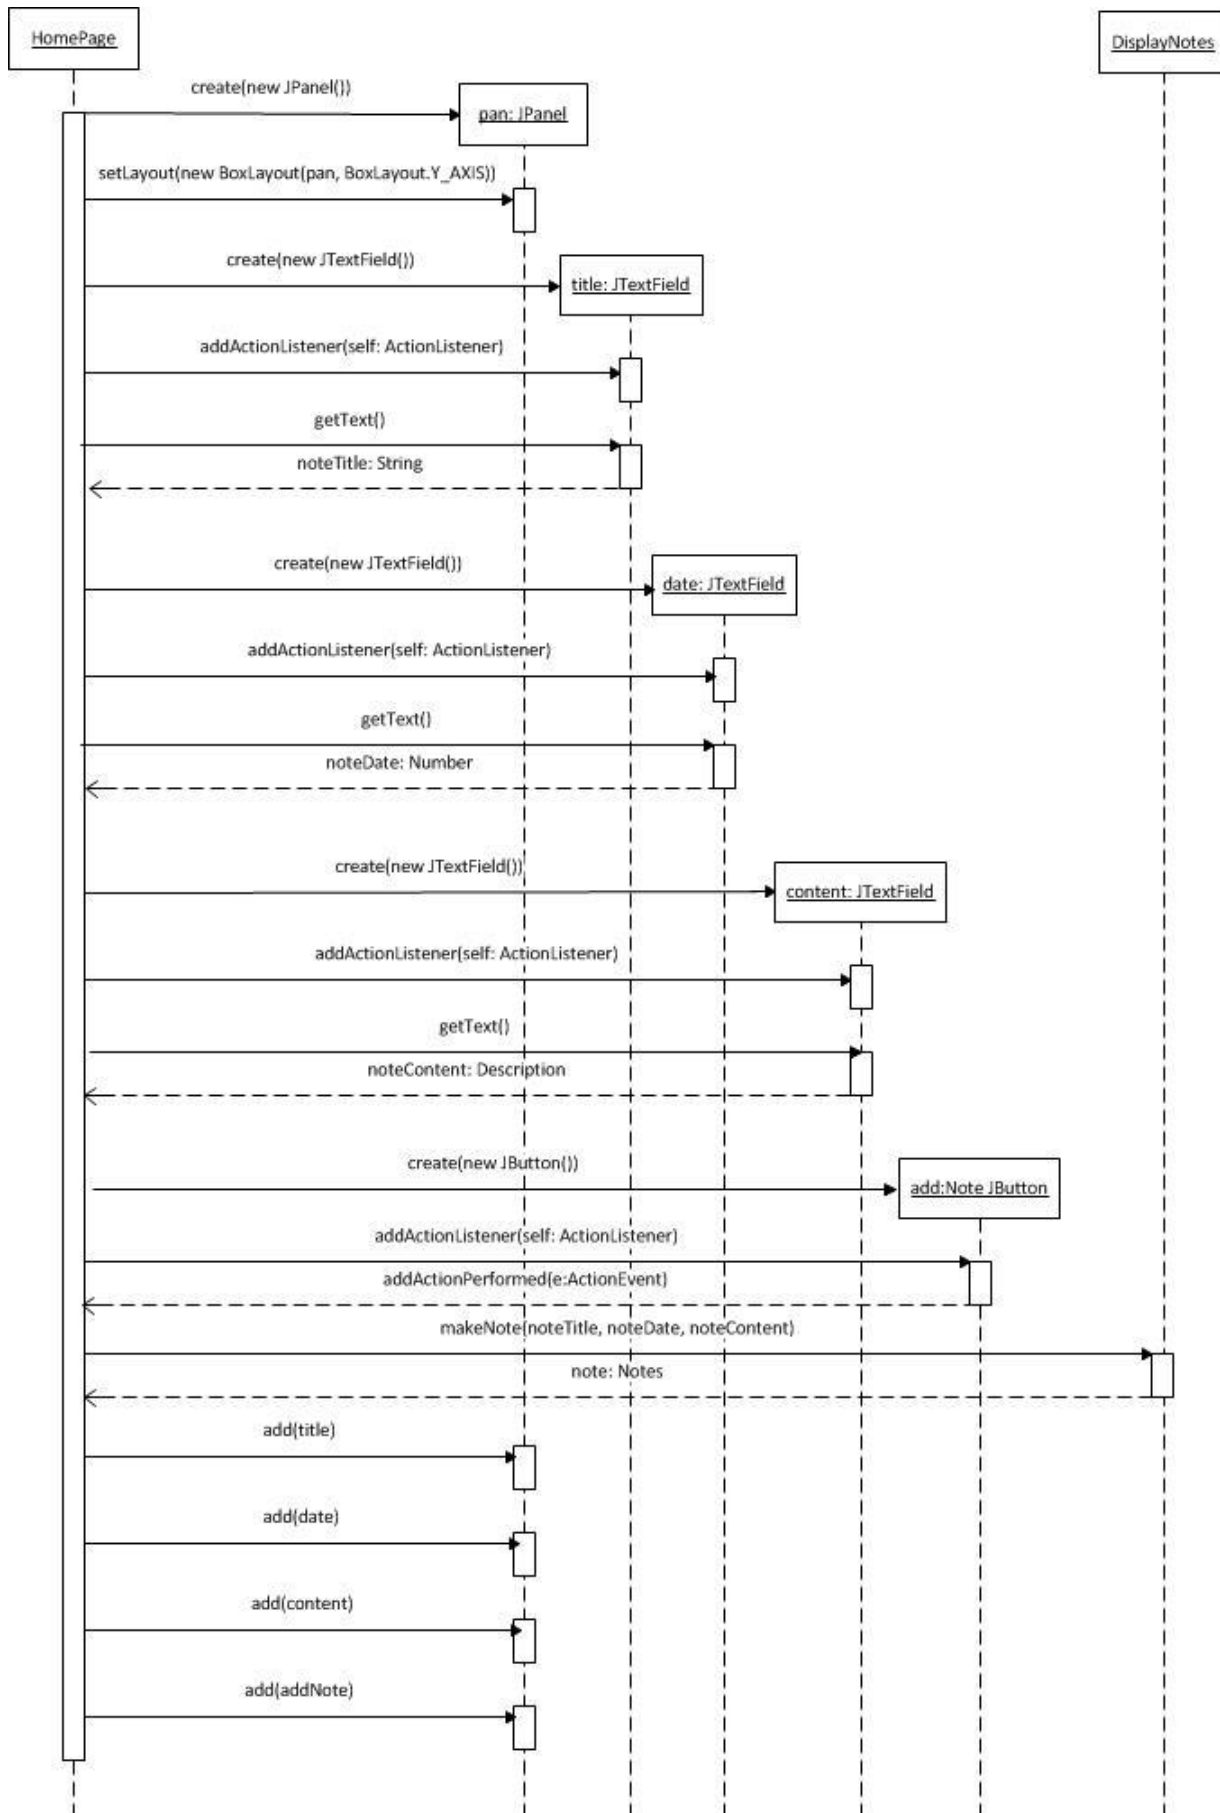 HomePage
DisplayNotes
create(new JPanel())
pan: JPanel
setLayout(new BoxLayout(pan, BoxLayout.Y_AXIS))
create(new JTextField())
title: JTextField
addActionListener(self: ActionListener)
getText()
noteTitle: String
create(new JTextField())
date: JTextField
addActionListener(self: ActionListener)
getText()
noteDate: Number
create(new JTextField())
content: JTextField
addActionListener(self: ActionListener)
getText()
noteContent: Description
create(new JButton())
add:Note JButton
addActionListener(self: ActionListener)
addActionPerformed(e:ActionEvent)
makeNote(noteTitle, noteDate, noteContent)
note: Notes
add(title)
add(date)
add(content)
add(addNote)